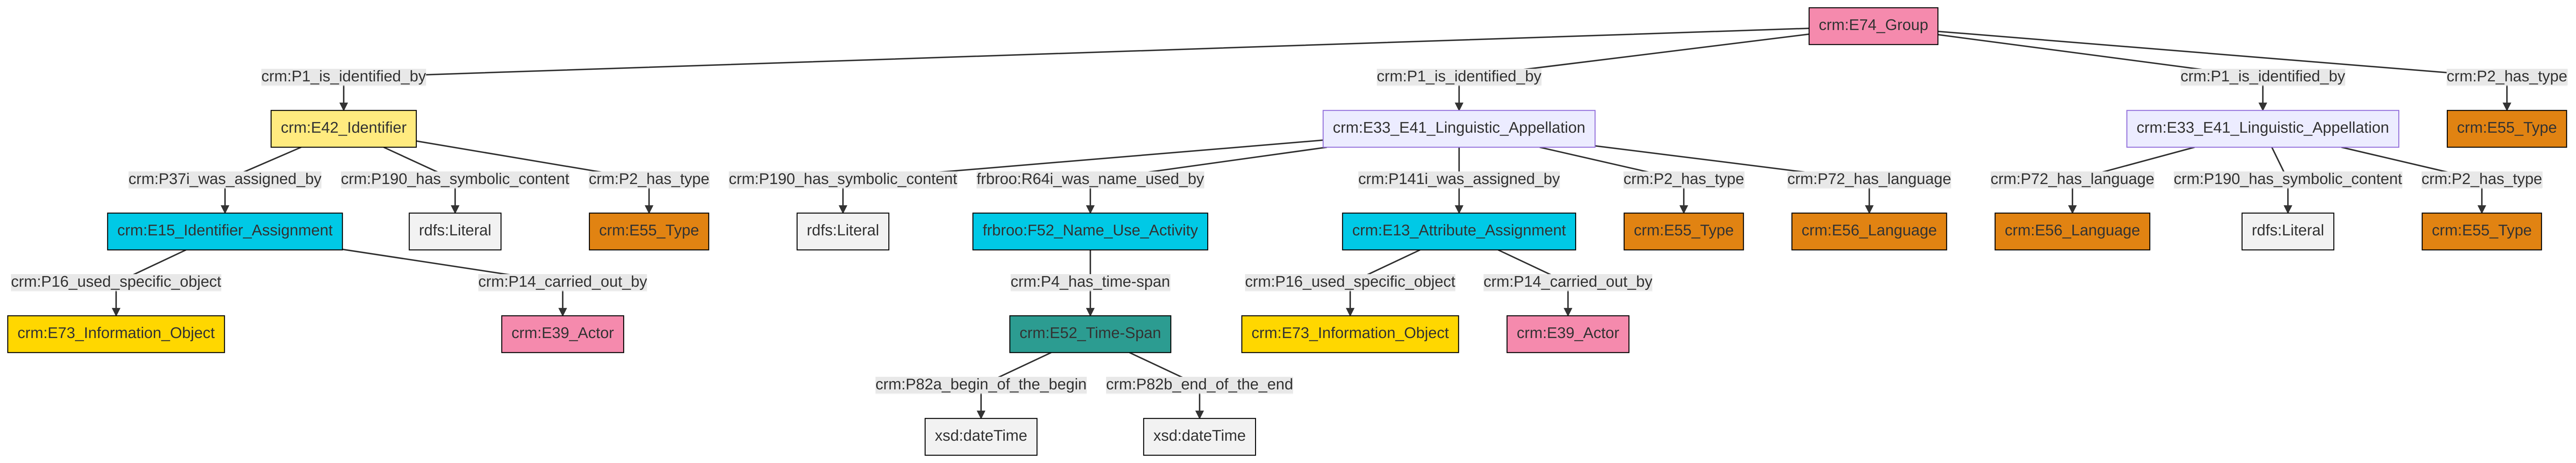 crm:E74_Group
crm:P1_is_identified_by
crm:P1_is_identified_by
crm:P1_is_identified_by
crm:P2_has_type
crm:E42_Identifier
crm:E33_E41_Linguistic_Appellation
crm:E33_E41_Linguistic_Appellation
crm:E55_Type
crm:P37i_was_assigned_by
crm:P190_has_symbolic_content
crm:P2_has_type
crm:P190_has_symbolic_content
frbroo:R64i_was_name_used_by
crm:P141i_was_assigned_by
crm:P2_has_type
crm:P72_has_language
crm:P72_has_language
crm:P190_has_symbolic_content
crm:P2_has_type
crm:E15_Identifier_Assignment
rdfs:Literal
crm:E55_Type
rdfs:Literal
frbroo:F52_Name_Use_Activity
crm:E13_Attribute_Assignment
crm:E55_Type
crm:E56_Language
crm:E56_Language
rdfs:Literal
crm:E55_Type
crm:P16_used_specific_object
crm:P14_carried_out_by
crm:P4_has_time-span
crm:P16_used_specific_object
crm:P14_carried_out_by
crm:E73_Information_Object
crm:E39_Actor
crm:E52_Time-Span
crm:E73_Information_Object
crm:E39_Actor
crm:P82a_begin_of_the_begin
crm:P82b_end_of_the_end
xsd:dateTime
xsd:dateTime